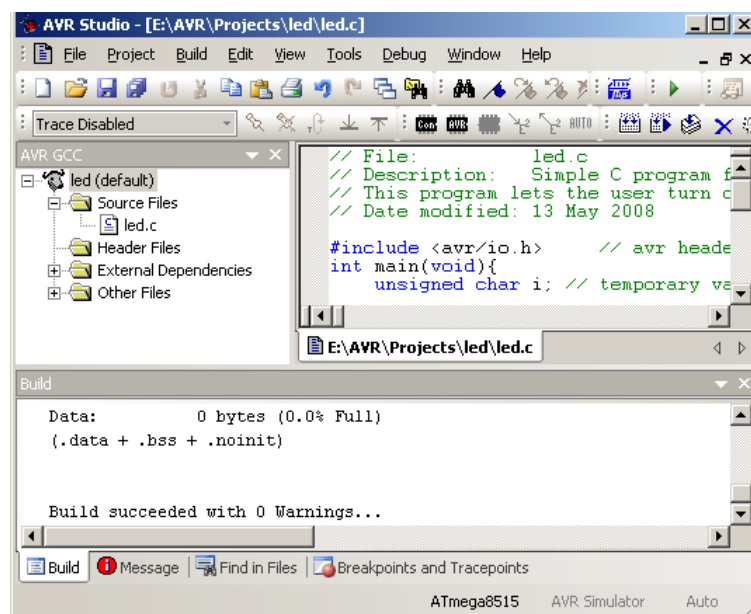 AVR Studio - [E:\AVR\Projects\led\led.c]
File Project Build Edit View Tools Debug Window Help
Trace Disabled
Con AVR AUTO
AVR GCC
led (default)
Source Files
led.c
Header Files
External Dependencies
Other Files
// File: led.c
// Description: Simple C program
// This program lets the user turn
// Date modified: 13 May 2008
#include <avr/io.h> // avr heade
int main(void){
unsigned char i; // temporary va
E:\AVR\Projects\led\led.c
Build
Data: 0 bytes (0.0% Full)
(.data + .bss + .noinit)
Build succeeded with 0 Warnings...
Build Message Find in Files Breakpoints and Tracepoints
ATmega8515 AVR Simulator Auto